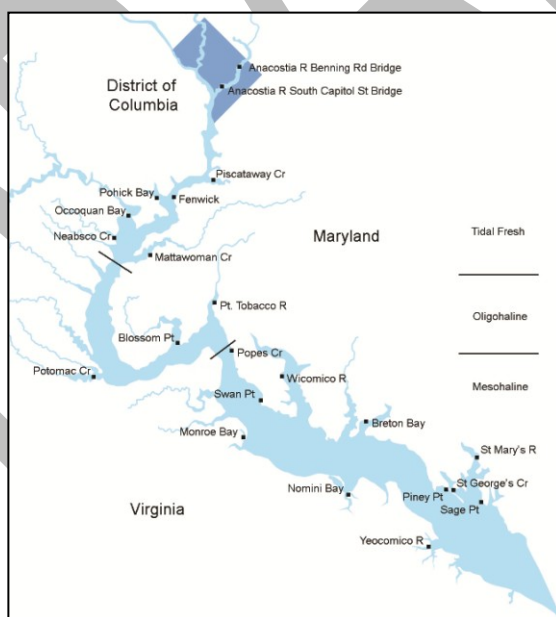 Anacostia R Benning Rd Bridge
District of
Columbia
Anacostia R South Capitol St Bridge
Piscataway Cr
Pohick Bay
Fenwick
Occoquan Bay
Neabsco Cr
Maryland
Tidal Fresh
Mattawoman Cr
Pt. Tobacco R
Oligohaline
Blossom Pt
Popes Cr
Potomac Cr
Wicomico R
Mesohaline
Swan Pt
Breton Bay
Monroe Bay
St Mary's R
Nomini Bay
St George's Cr
Piney Pt
Sage Pt
Virginia
Yeocomico R